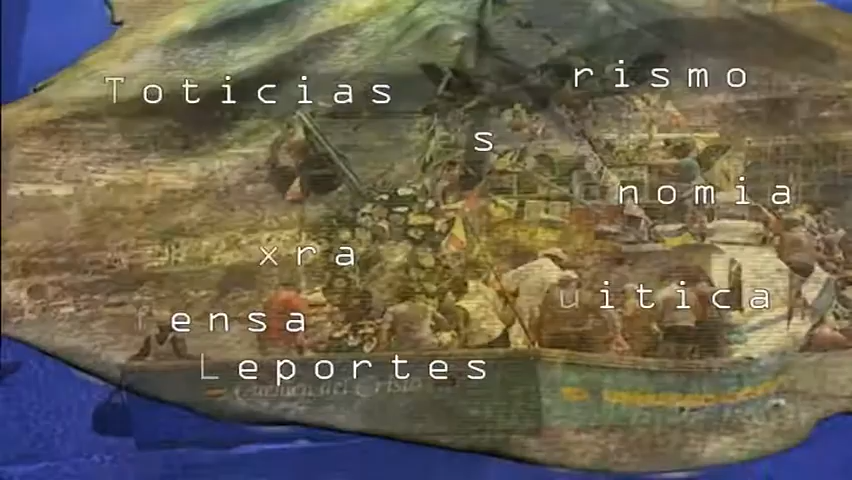 Toticias
rismo
s
nomia
xra
uitica
ensa
Leportes